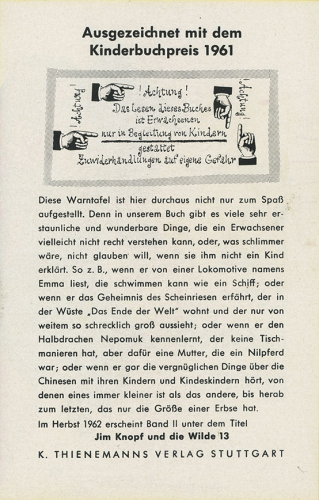 Ausgezeichnet mit dem
Kinderbuchpreis 1961
Achtung!
! Achtung!
Achtung!
Das Lesen dieses Buches
ist Erwachsenen
nur in Begleitung von Kindern
gestattet
Zuwiderhandlungen auf eigene Gefahr
Diese Warntafel ist hier durchaus nicht nur zum Spaß
aufgestellt. Denn in unserem Buch gibt es viele sehr er-
staunliche und wunderbare Dinge, die ein Erwachsener
vielleicht nicht recht verstehen kann, oder, was schlimmer
wäre, nicht glauben will, wenn sie ihm nicht ein Kind
erklärt. So z. B., wenn er von einer Lokomotive namens
Emma liest, die schwimmen kann wie ein Schiff; oder
wenn er das Geheimnis des Scheinriesen erfährt, der in
der Wüste „Das Ende der Welt" wohnt und der nur von
weitem so schrecklich groß aussieht; oder wenn er den
Halbdrachen Nepomuk kennenlernt, der keine Tisch-
manieren hat, aber dafür eine Mutter, die ein Nilpferd
war; oder wenn er gar die vergnüglichen Dinge über die
Chinesen mit ihren Kindern und Kindeskindern hört, von
denen eines immer kleiner ist als das andere, bis herab
zum letzten, das nur die Größe einer Erbse hat.
Im Herbst 1962 erscheint Band II unter dem Titel
Jim Knopf und die Wilde 13
K. THIENEMANNS VERLAG STUTTGART